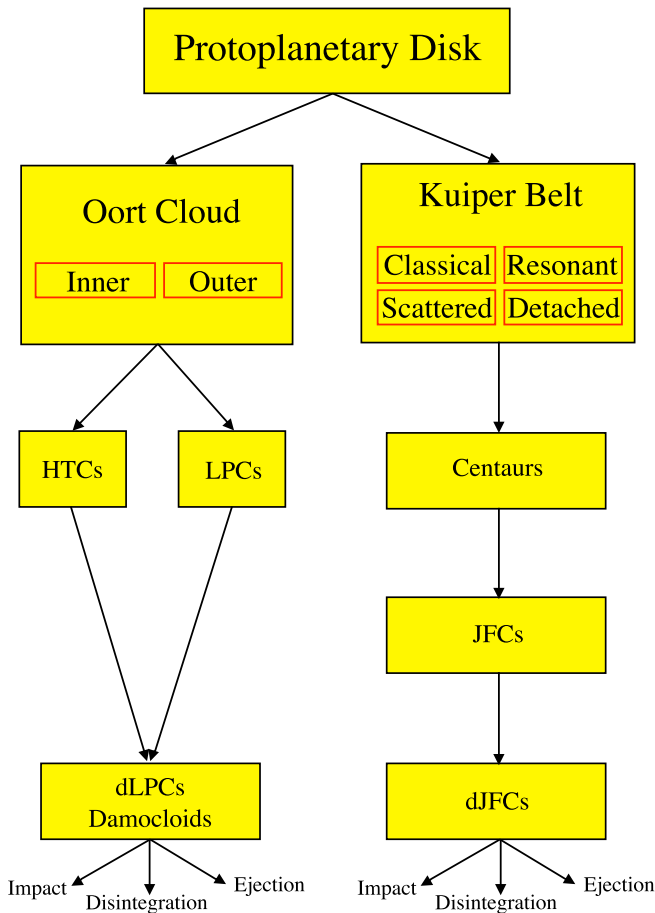 Protoplanetary Disk
Oort Cloud
Inner Outer
Kuiper Belt
Classical Resonant
Scattered Detached
HTCs
LPCs
Centaurs
JFCs
dLPCs
Damocloids
dJFCs
Impact
Disintegration
Ejection
Impact
Disintegration
Ejection